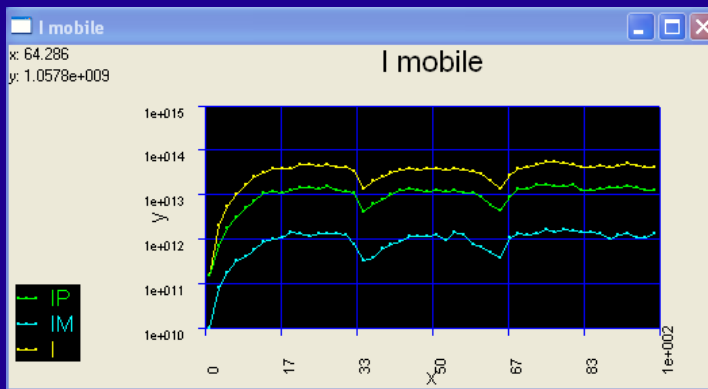 I mobile
x: 64.286
y: 1.0578e+009
I mobile
1e+015
1e+014
1e+013
1e+012
1e+011
1e+010
y
0
17
33
50
67
83
1e+002
X
IP
IM
I